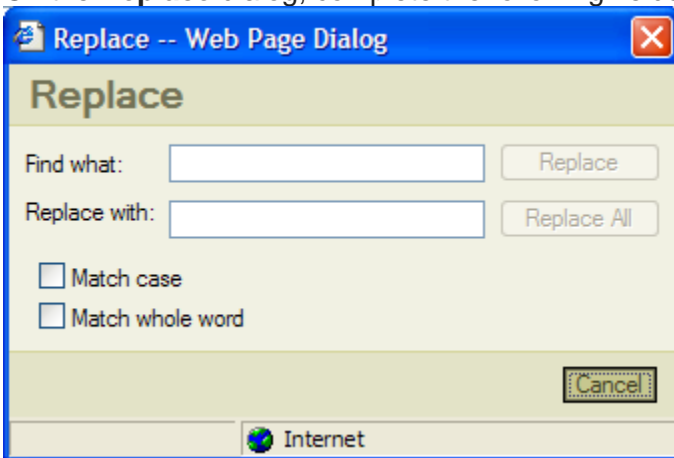 Replace -- Web Page Dialog
Replace
Find what: Replace
Replace with: Replace All
Match case
Match whole word
Cancel
Internet